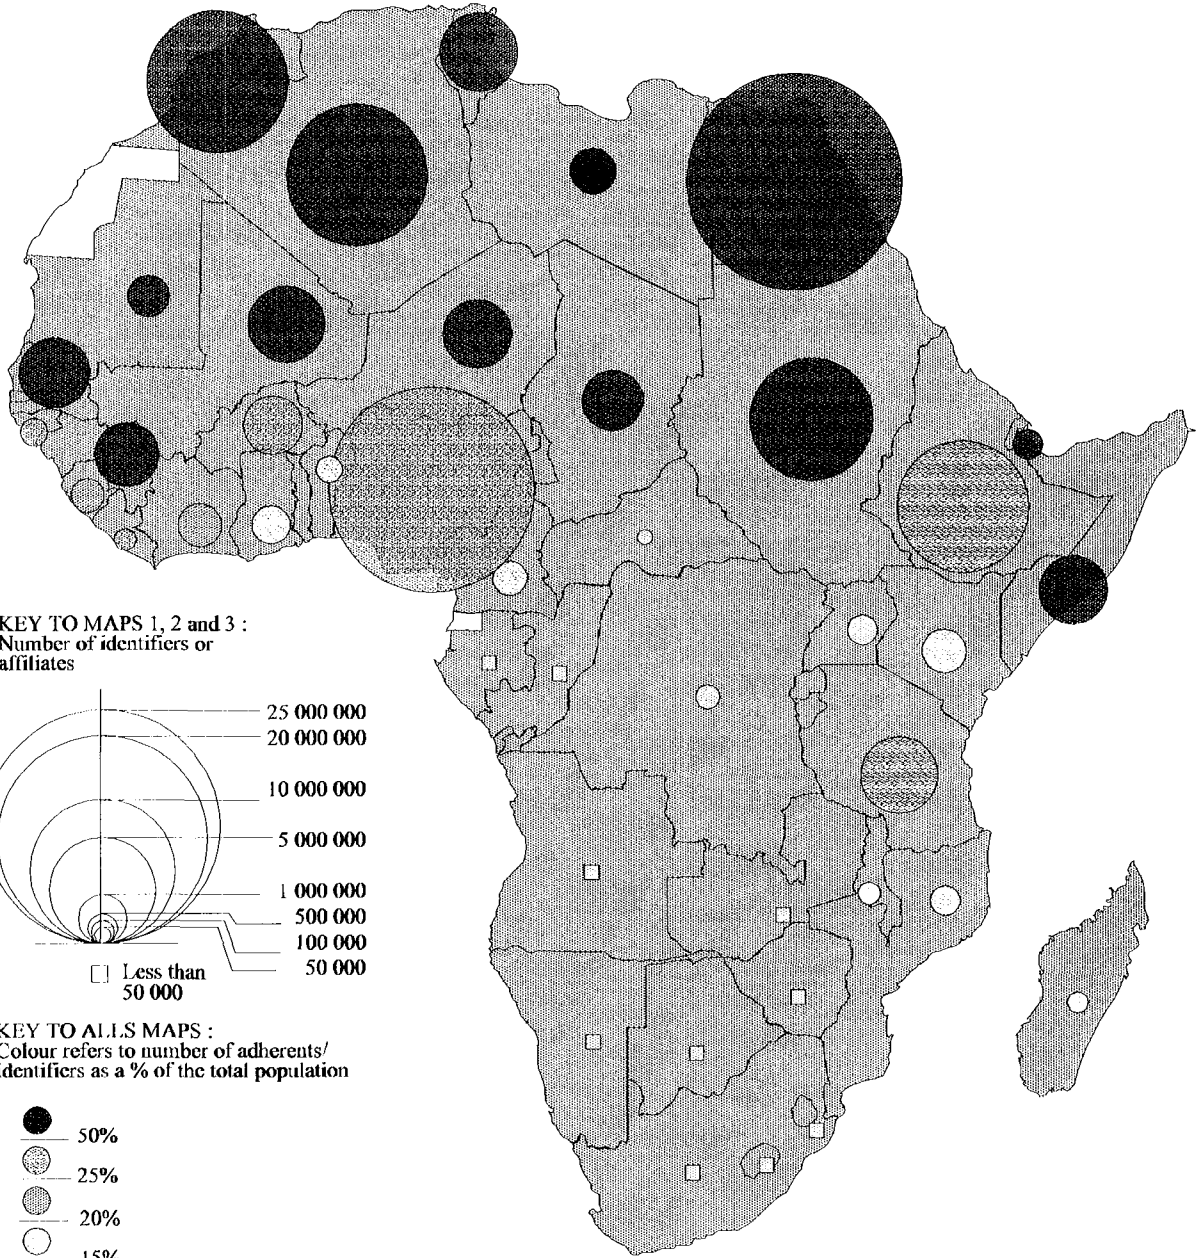 KEY TO MAPS 1, 2 and 3 :
Number of identifiers or
affiliates
25 000 000
20 000 000
10 000 000
5 000 000
1 000 000
500 000
100 000
50 000
Less than
50 000
KEY TO ALLS MAPS :
Colour refers to number of adherents/
Identifiers as a % of the total population
50%
25%
20%
15%